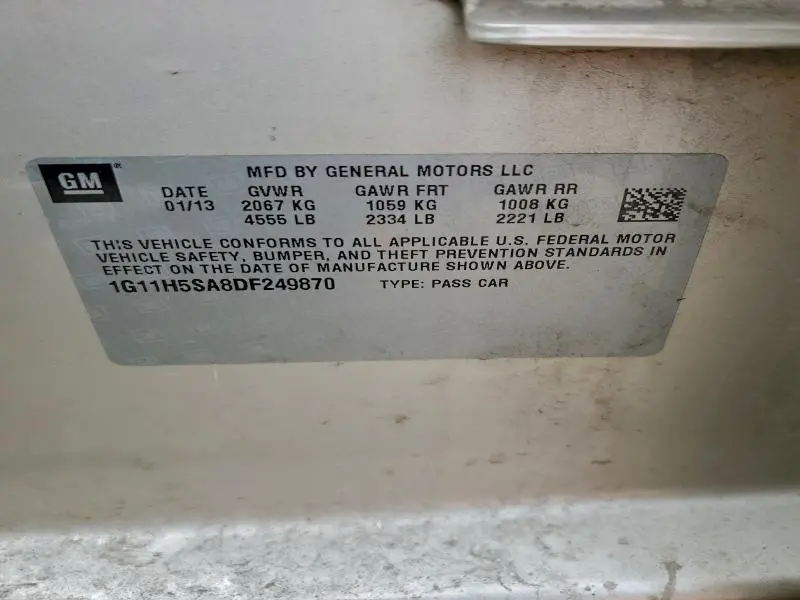 GM ®
MFD BY GENERAL MOTORS LLC
DATE GVWR GAWR FRT GAWR RR
01/13 2067 KG 1059 KG 1008 KG
4555 LB 2334 LB 2221 LB
THIS VEHICLE CONFORMS TO ALL APPLICABLE U.S. FEDERAL MOTOR
VEHICLE SAFETY, BUMPER, AND THEFT PREVENTION STANDARDS IN
EFFECT ON THE DATE OF MANUFACTURE SHOWN ABOVE.
1G11H5SA8DF249870 TYPE: PASS CAR